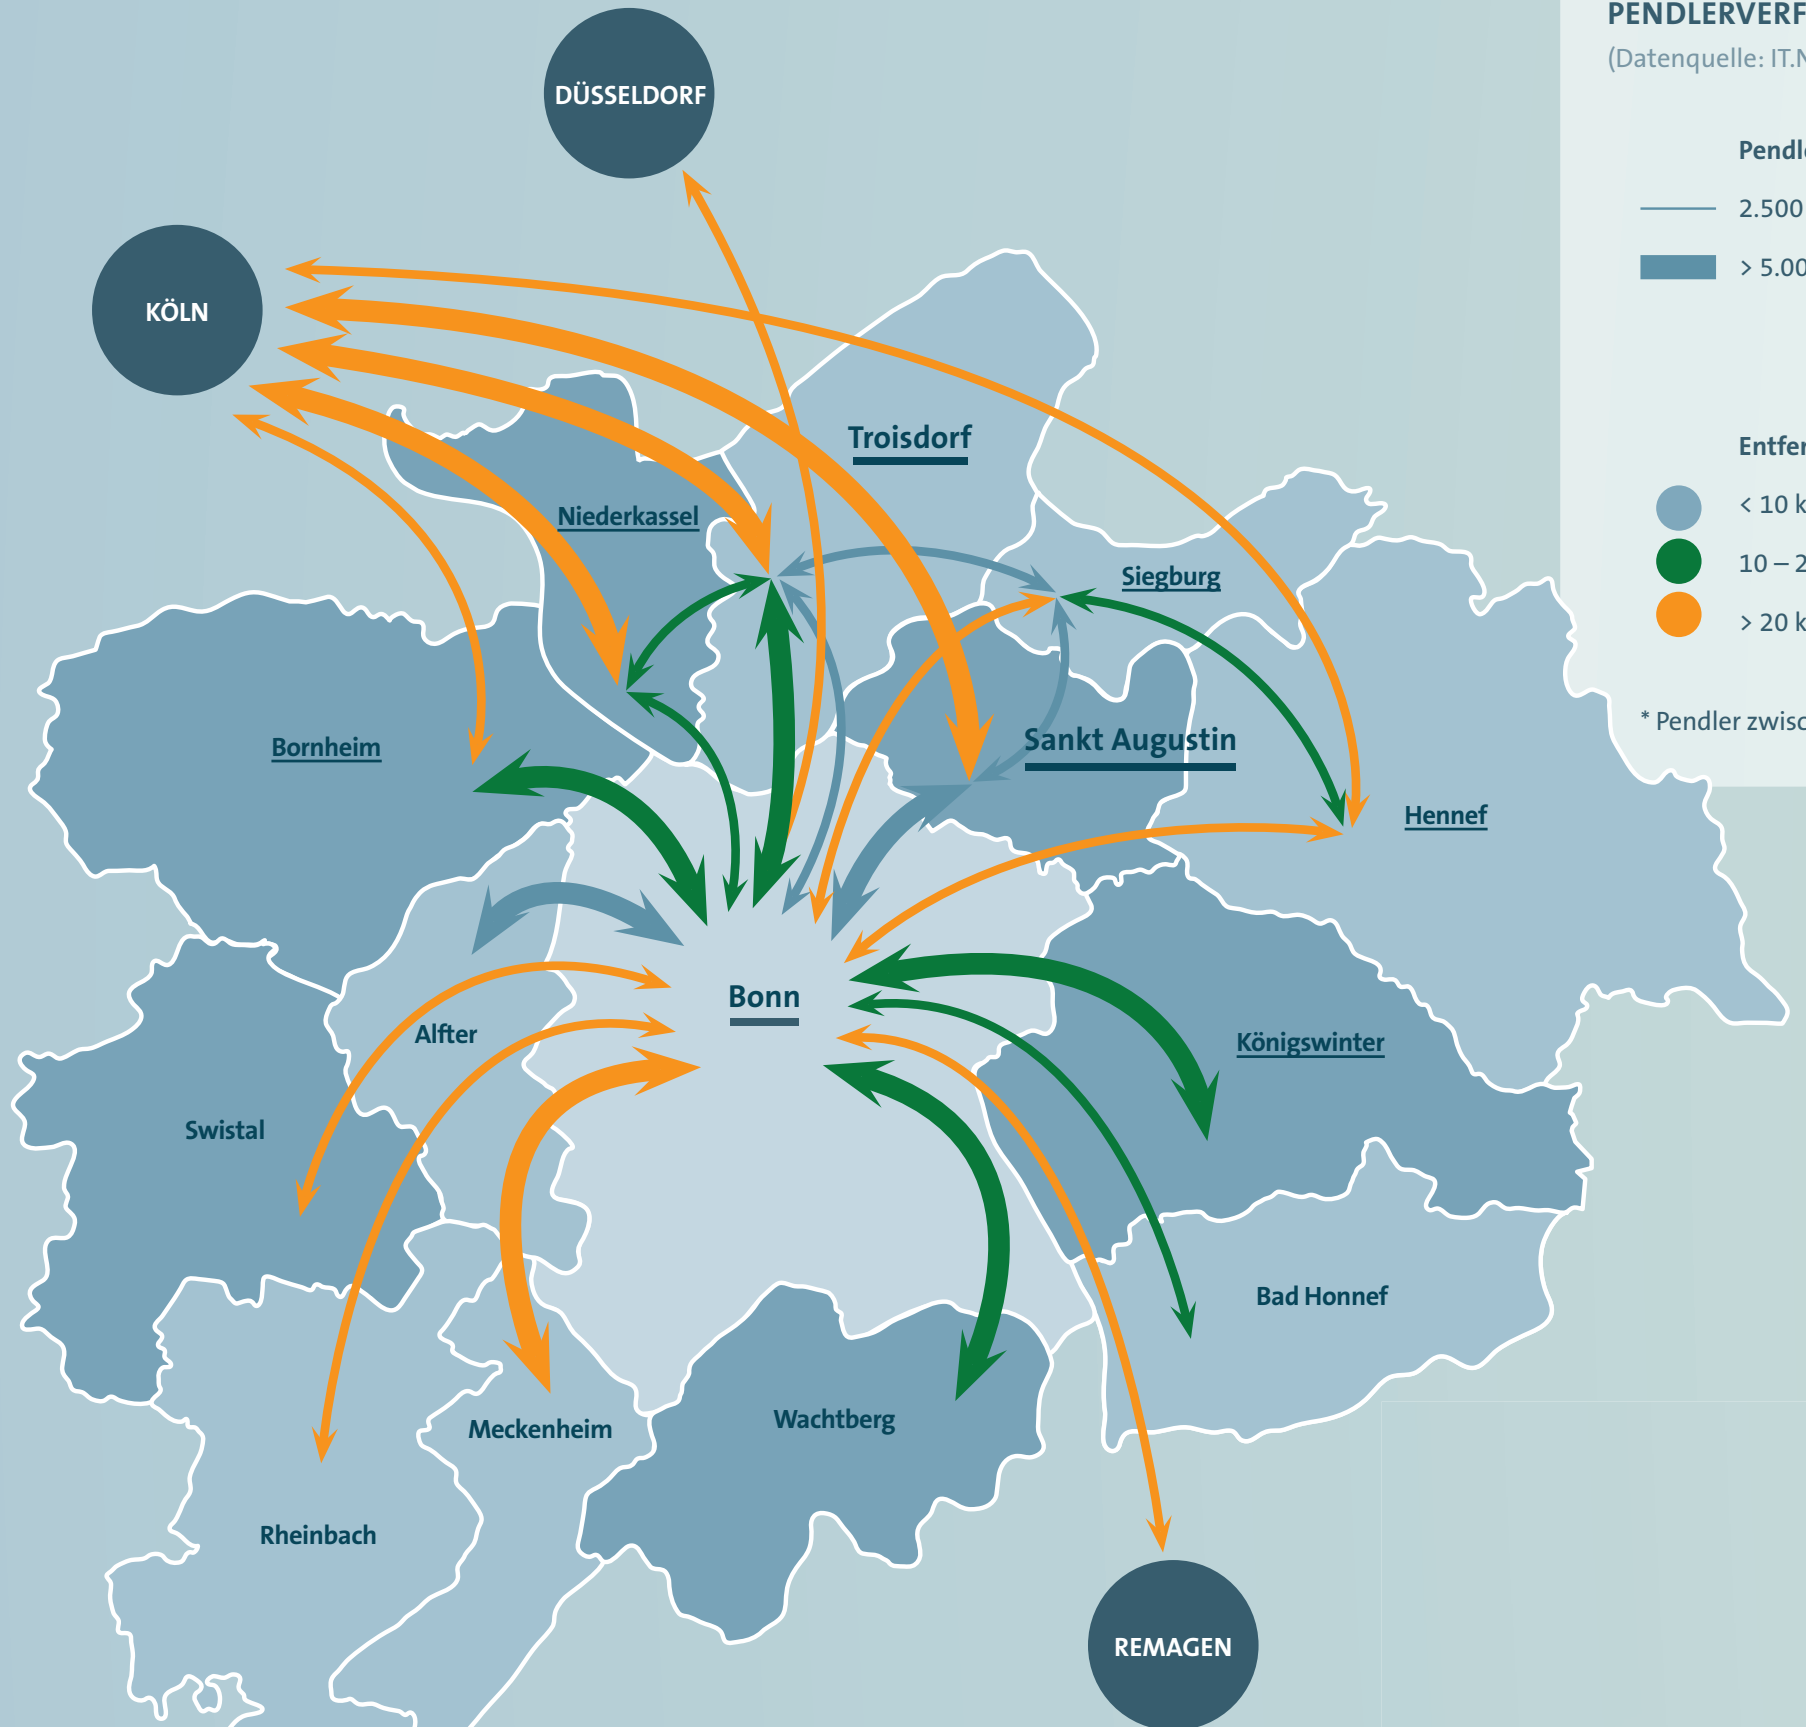 PENDLERVERF
(Datenquelle: IT.N
DÜSSELDORF
Pendle
2.500
> 5.00
KÖLN
Troisdorf
Entfer
< 10 k
10 – 2
> 20 k
Niederkassel
Siegburg
* Pendler zwisc
Bornheim
Sankt Augustin
Hennef
Bonn
Alfter
Königswinter
Swistal
Bad Honnef
Meckenheim
Wachtberg
Rheinbach
REMAGEN